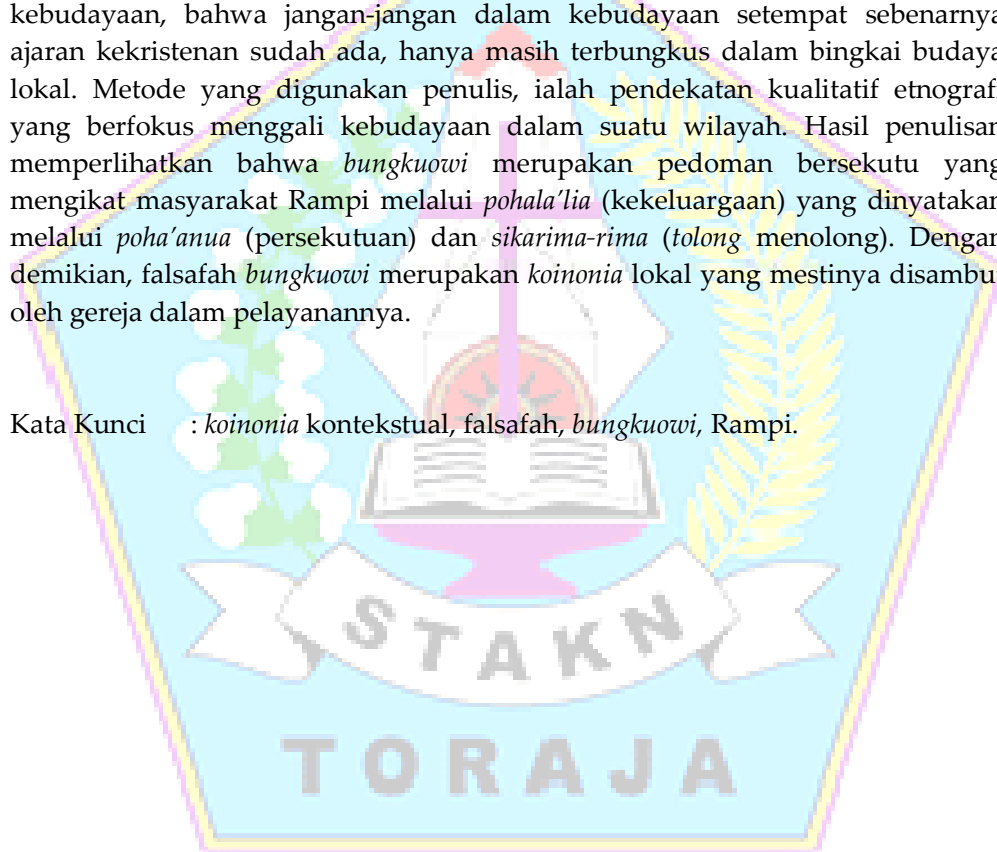 kebudayaan, bahwa jangan-jangan dalam kebudayaan setempat sebenarnya
ajaran kekristenan sudah ada, hanya masih terbungkus dalam bingkai budaya
lokal. Metode yang digunakan penulis, ialah pendekatan kualitatif etnografi
yang berfokus menggali kebudayaan dalam suatu wilayah. Hasil penulisan
memperlihatkan bahwa bungkuowi merupakan pedoman bersekutu yang
mengikat masyarakat Rampi melalui pohala'lia (kekeluargaan) yang dinyatakan
melalui poha'anua (persekutuan) dan sikarima-rima (tolong menolong). Dengan
demikian, falsafah bungkuowi merupakan koinonia lokal yang mestinya disambu
oleh gereja dalam pelayanannya.
Kata Kunci : koinonia kontekstual, falsafah, bungkuowi, Rampi.
STAKN
TORAJA